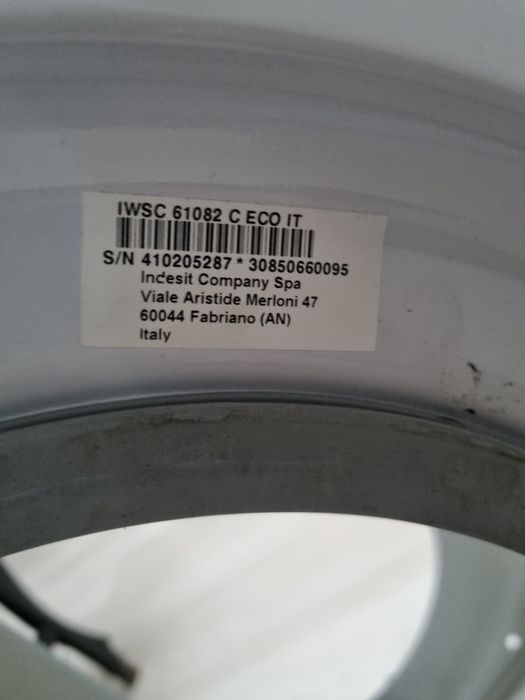 IWSC 61082 C ECO IT
S/N 410205287 * 30850660095
Indesit Company Spa
Viale Aristide Merloni 47
60044 Fabriano (AN)
Italy